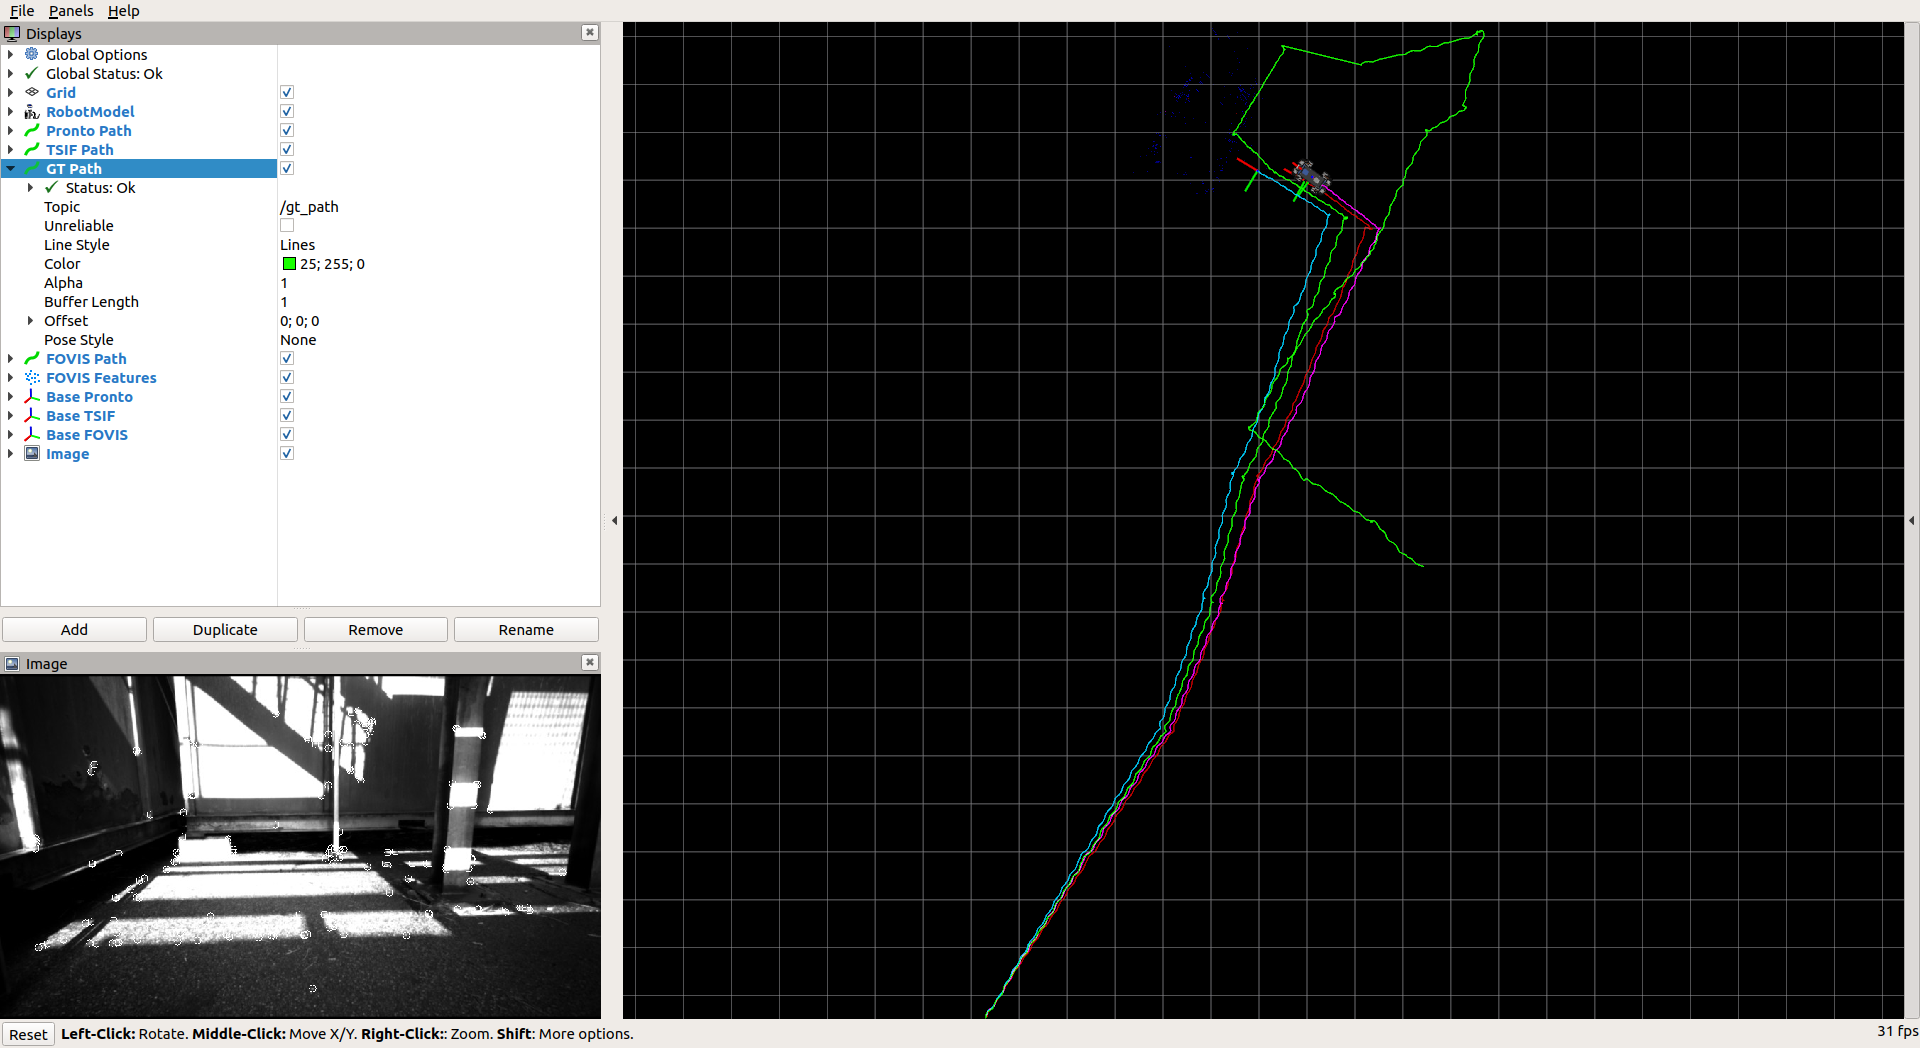 File Panels Help
Displays
Global Options
Global Status: Ok
Grid
RobotModel
Pronto Path
TSIF Path
GT Path
Status: Ok
Topic /gt_path
Unreliable
Line Style Lines
Color 25; 255; 0
Alpha 1
Buffer Length 1
Offset 0; 0; 0
Pose Style None
FOVIS Path
FOVIS Features
Base Pronto
Base TSIF
Base FOVIS
Image
Add Duplicate Remove Rename
Image
Reset Left-Click: Rotate. Middle-Click: Move X/Y. Right-Click:: Zoom. Shift: More options. 31 fps